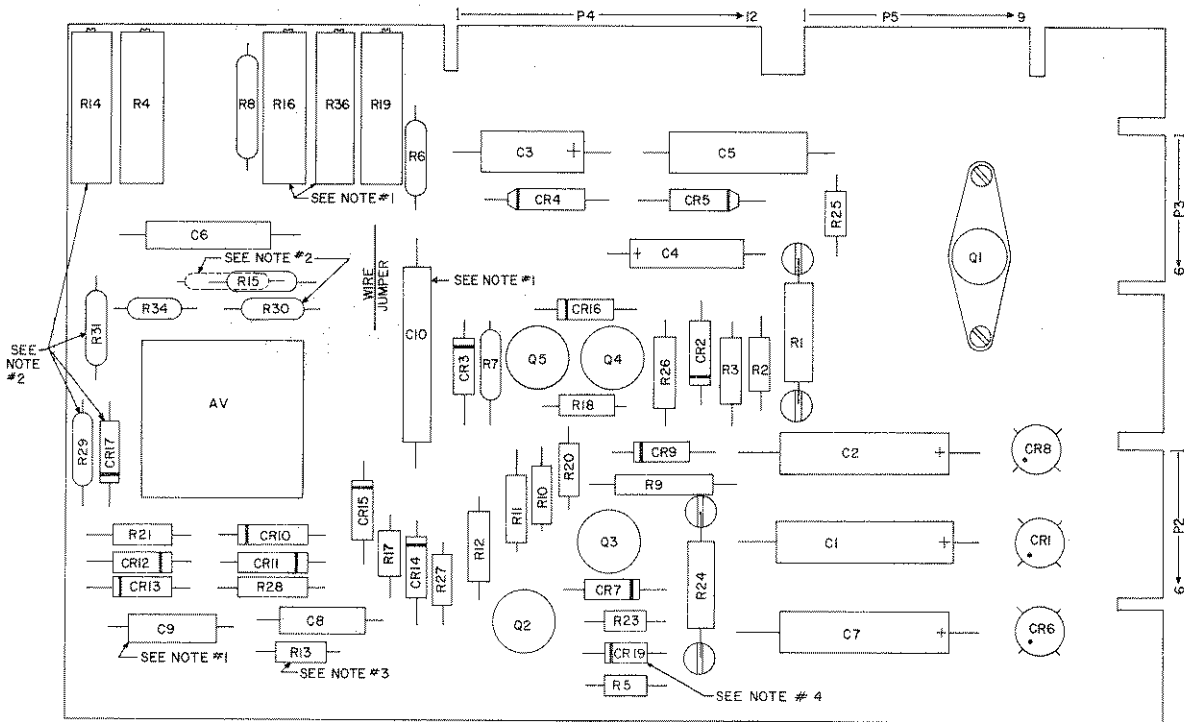 P4 12 P5 9
R14 R4 R8 R16 R36 R19 R6
C3 + C5
SEE NOTE #1
CR4 CR5 R25
P3
6
C6
+ C4
Q1
SEE NOTE #2
R15
WIRE
JUMPER
SEE NOTE #1
R34 R30
R31
C10
CR16
SEE
NOTE
#2
CR3 R7 Q5 Q4 R26 CR2 R3 R2 R1
AV
R18
R29 CR17
R20 CR9 C2 + CR8
CR15 R11 R10 R9
P2
R21 CR10 R17 CR14 R12 Q3 C1 + CR1
CR12 CR11
CR13 R28 R27 CR7 R24
6
C9 C8 Q2 R23 C7 + CR6
SEE NOTE #1 R13 CR19
SEE NOTE #3
R5 SEE NOTE # 4